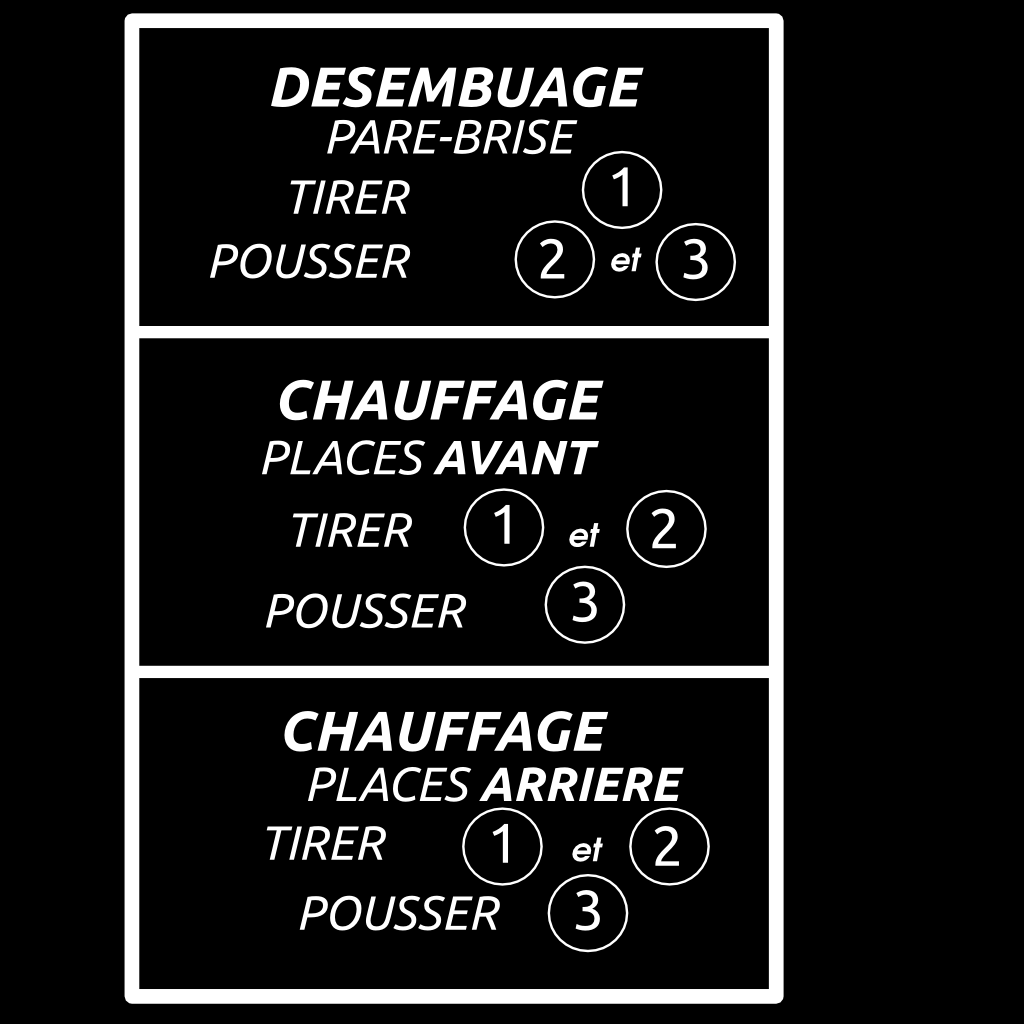 DESEMBUAGE
PARE-BRISE
TIRER 1
POUSSER 2 et 3
CHAUFFAGE
PLACES AVANT
TIRER 1 et 2
POUSSER 3
CHAUFFAGE
PLACES ARRIERE
TIRER 1 et 2
POUSSER 3